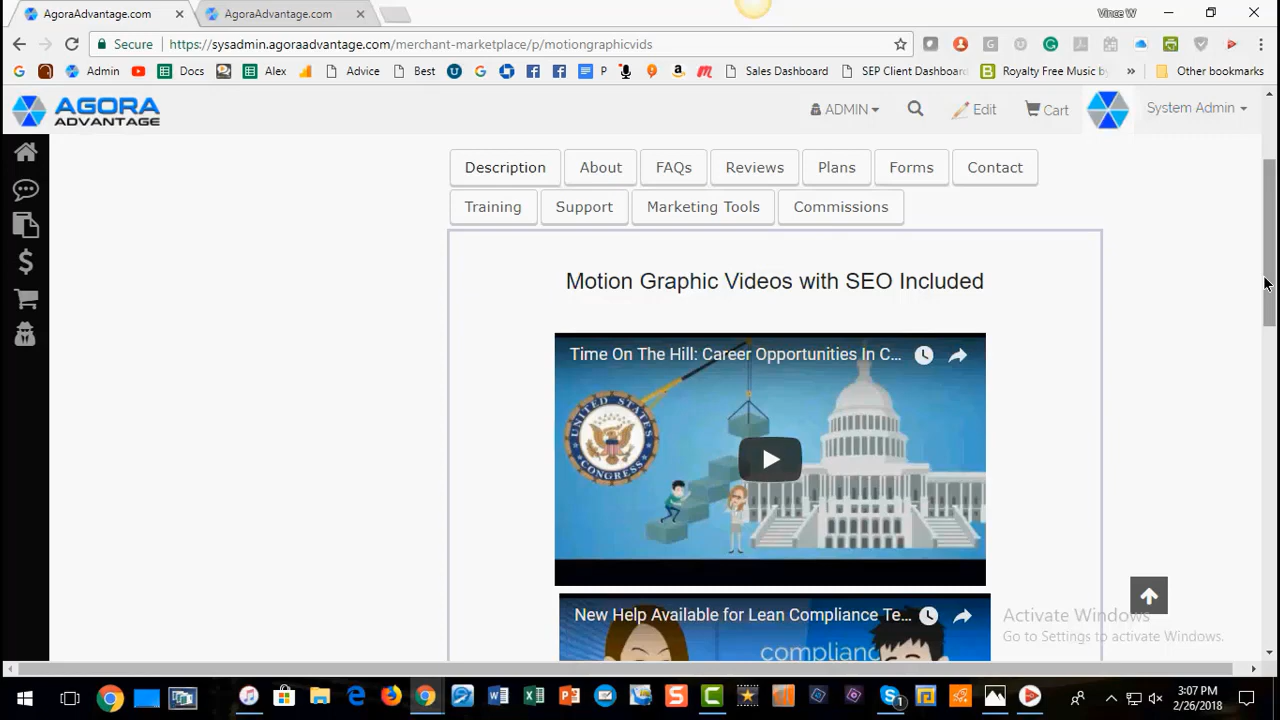 AgoraAdvantage.com
AgoraAdvantage.com
Vince W
Secure
https://sysadmin.agoraadvantage.com/merchant-marketplace/p/motiongraphicvids
Admin
Docs
Alex
Advice
Best
P
Sales Dashboard
SEP Client Dashboard
Royalty Free Music by
»
Other bookmarks
AGORA
ADVANTAGE
ADMIN
Edit
Cart
System Admin
Description
About
FAQs
Reviews
Plans
Forms
Contact
Training
Support
Marketing Tools
Commissions
Motion Graphic Videos with SEO Included
Time On The Hill: Career Opportunities In C...
UNITED STATES
CONGRESS
New Help Available for Lean Compliance Te...
compliance
Activate Windows
Go to Settings to activate Windows.
3:07 PM
2/26/2018